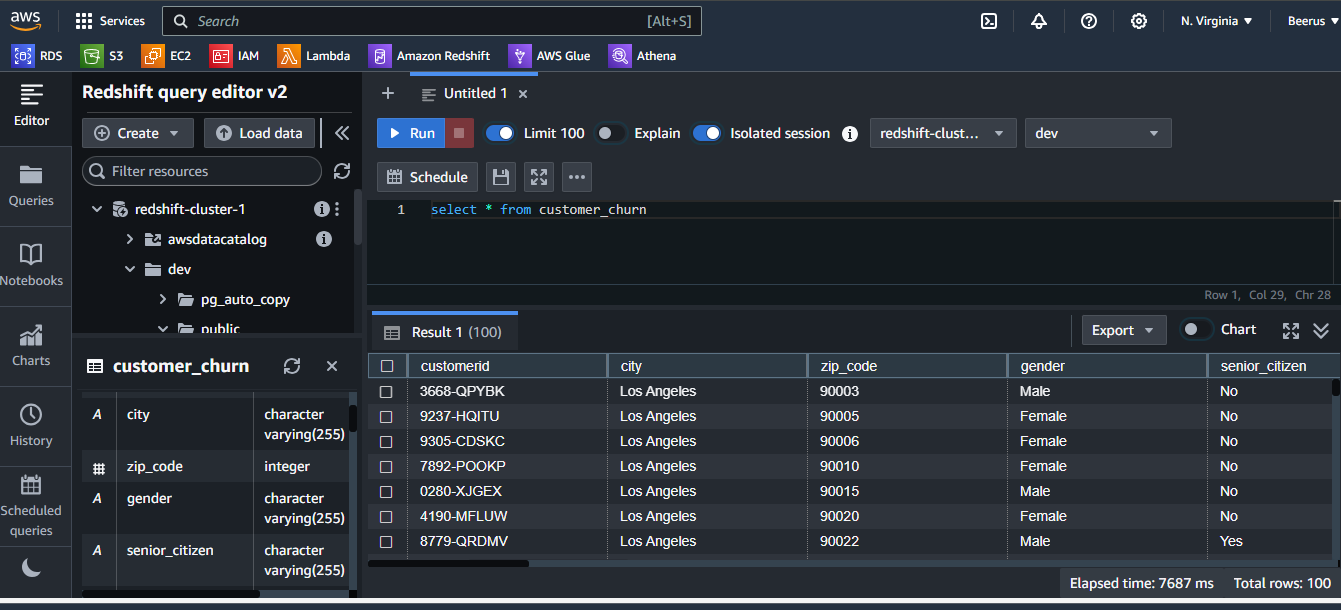 aws Services Search [Alt+S] N. Virginia Beerus
RDS S3 EC2 IAM Lambda Amazon Redshift AWS Glue Athena
Editor
Queries
Notebooks
Charts
History
Scheduled
queries
Redshift query editor v2
Create Load data
Filter resources
redshift-cluster-1
awsdatacatalog
dev
pg_auto_copy
public
customer_churn
A city character
varying(255)
zip_code integer
A gender character
varying(255)
A senior_citizen character
varying(255)
Untitled 1
Run Limit 100 Explain Isolated session redshift-clust... dev
Schedule
1 select * from customer_churn
Row 1, Col 29, Chr 28
Result 1 (100) Export Chart
customerid city zip_code gender senior_citizen
3668-QPYBK Los Angeles 90003 Male No
9237-HQITU Los Angeles 90005 Female No
9305-CDSKC Los Angeles 90006 Female No
7892-POOKP Los Angeles 90010 Female No
0280-XJGEX Los Angeles 90015 Male No
4190-MFLUW Los Angeles 90020 Female No
8779-QRDMV Los Angeles 90022 Male Yes
Elapsed time: 7687 ms Total rows: 100